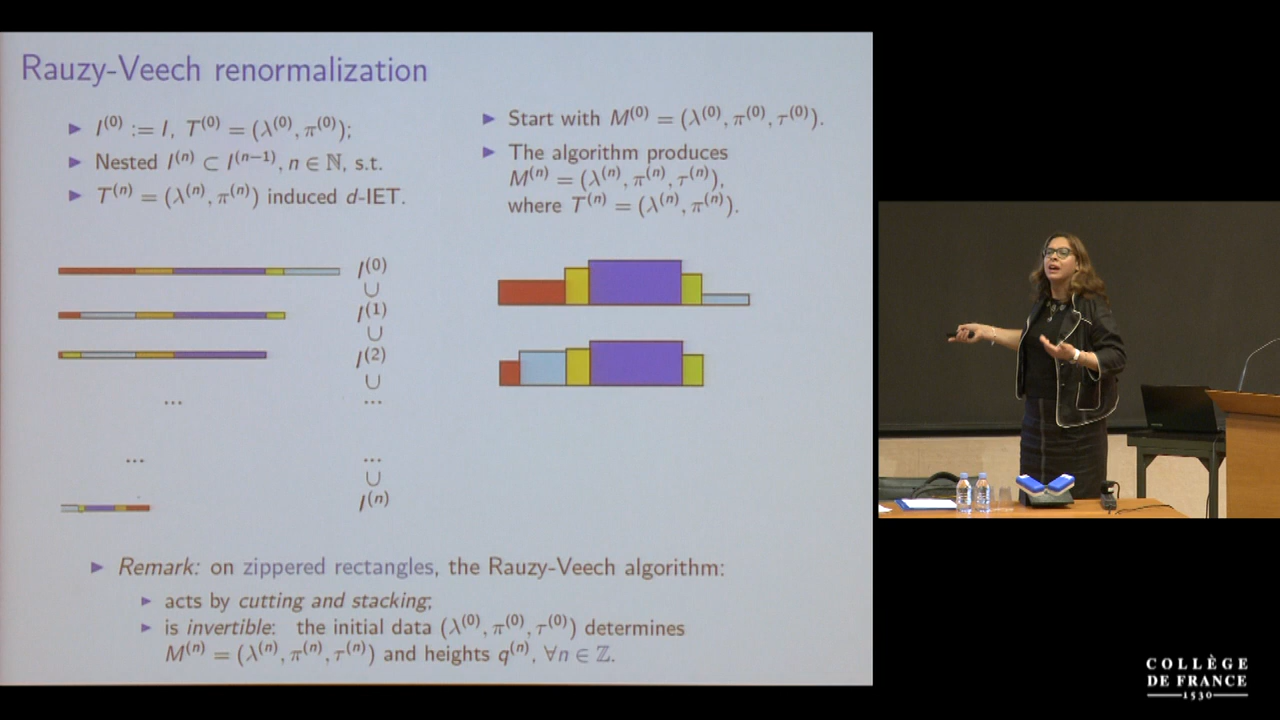 Rauzy-Veech renormalization
▶ I^(0) := I, T^(0) = (λ^(0), π^(0));
▶ Nested I^(n) ⊂ I^(n−1), n ∈ ℕ, s.t.
▶ T^(n) = (λ^(n), π^(n)) induced d-IET.
▶ Start with M^(0) = (λ^(0), π^(0), τ^(0)).
▶ The algorithm produces
M^(n) = (λ^(n), π^(n), τ^(n)),
where T^(n) = (λ^(n), π^(n)).
I^(0)
∪
I^(1)
∪
I^(2)
∪
... ...
... ...
∪
I^(n)
▶ Remark: on zippered rectangles, the Rauzy-Veech algorithm:
▶ acts by cutting and stacking;
▶ is invertible: the initial data (λ^(0), π^(0), τ^(0)) determines
M^(n) = (λ^(n), π^(n), τ^(n)) and heights q^(n), ∀n ∈ ℤ.
COLLÈGE
DE FRANCE
1530